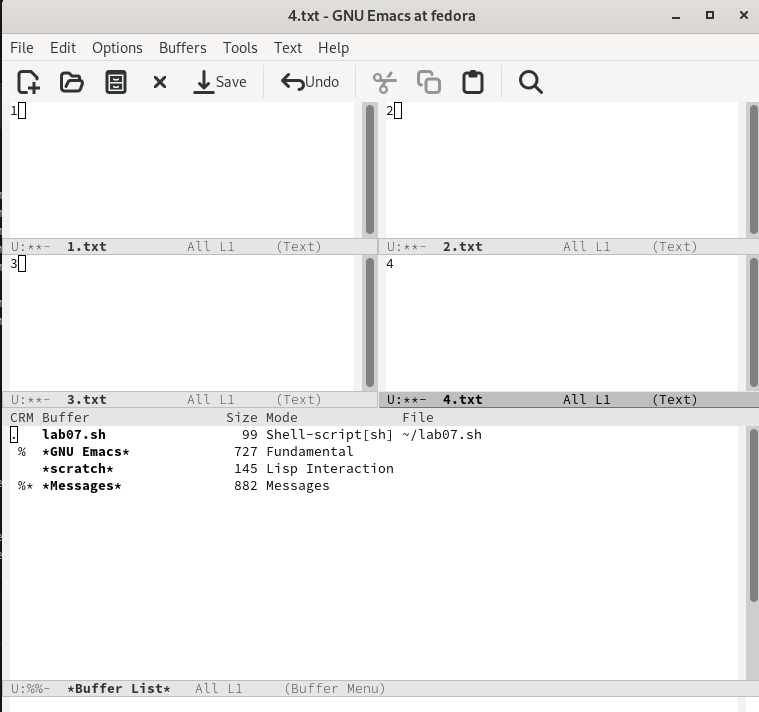 4.txt - GNU Emacs at fedora
File Edit Options Buffers Tools Text Help
Save Undo
1
2
U:**-  1.txt          All L1     (Text)
U:**-  2.txt          All L1     (Text)
3
4
U:**-  3.txt          All L1     (Text)
U:**-  4.txt          All L1     (Text)
CRM Buffer                 Size Mode             File
.   lab07.sh                 99 Shell-script[sh] ~/lab07.sh
 %  *GNU Emacs*             727 Fundamental
    *scratch*               145 Lisp Interaction
 %* *Messages*              882 Messages
U:%%-  *Buffer List*   All L1     (Buffer Menu)